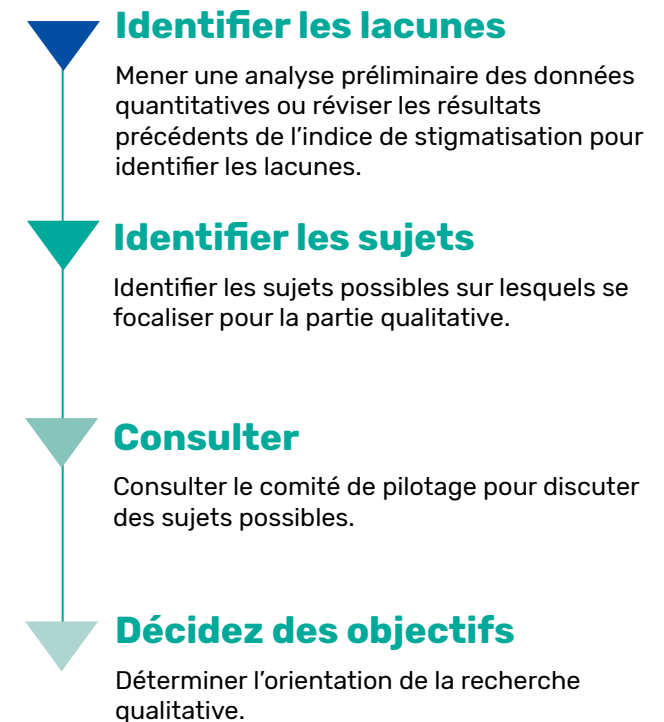 Identifier les lacunes
Mener une analyse préliminaire des données
quantitatives ou réviser les résultats
précédents de l’indice de stigmatisation pour
identifier les lacunes.
Identifier les sujets
Identifier les sujets possibles sur lesquels se
focaliser pour la partie qualitative.
Consulter
Consulter le comité de pilotage pour discuter
des sujets possibles.
Décidez des objectifs
Déterminer l’orientation de la recherche
qualitative.